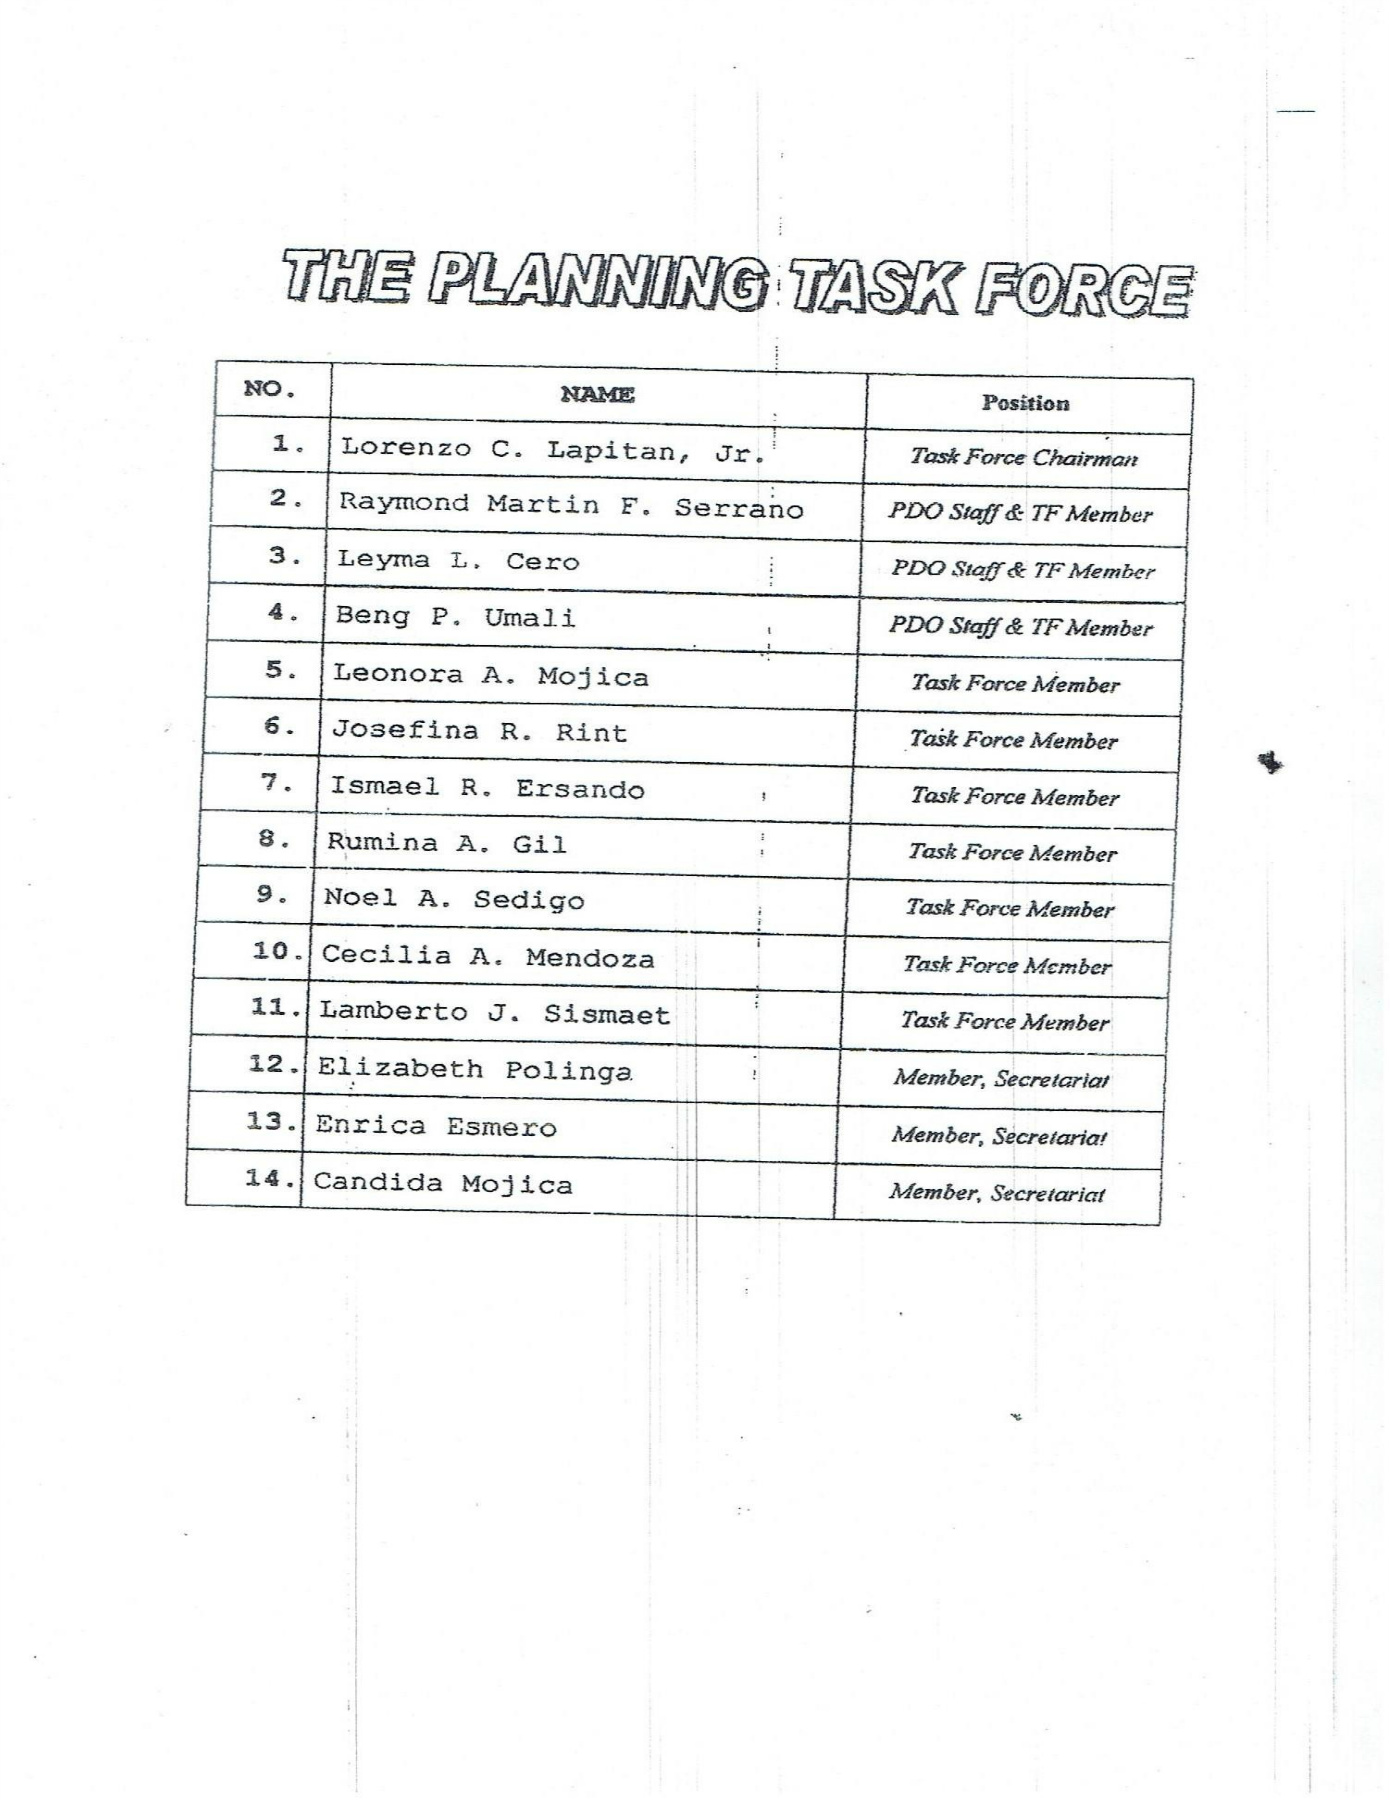 THE PLANNING TASK FORCE
NO. NAME Position
1. Lorenzo C. Lapitan, Jr. Task Force Chairman
2. Raymond Martin F. Serrano PDO Staff & TF Member
3. Leyma L. Cero PDO Staff & TF Member
4. Beng P. Umali PDO Staff & TF Member
5. Leonora A. Mojica Task Force Member
6. Josefina R. Rint Task Force Member
7. Ismael R. Ersando Task Force Member
8. Rumina A. Gil Task Force Member
9. Noel A. Sedigo Task Force Member
10. Cecilia A. Mendoza Task Force Member
11. Lamberto J. Sismaet Task Force Member
12. Elizabeth Polinga Member, Secretariat
13. Enrica Esmero Member, Secretariat
14. Candida Mojica Member, Secretariat